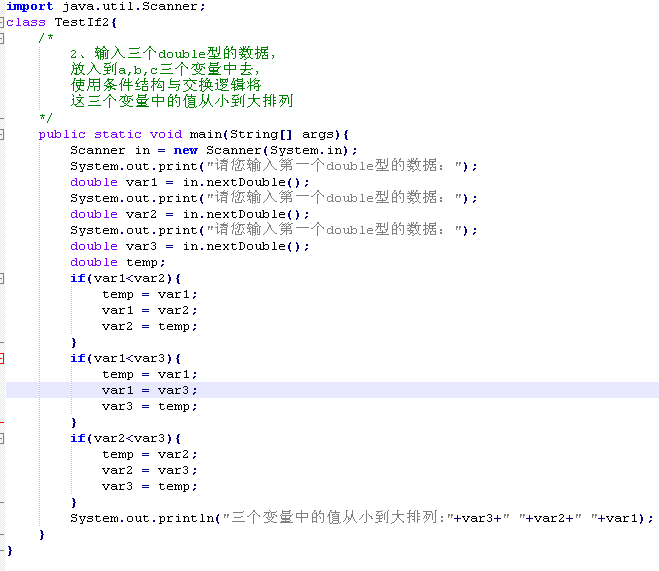 import java.util.Scanner;
class TestIf2{
/*
2、输入三个double型的数据,
放入到a,b,c三个变量中去,
使用条件结构与交换逻辑将
这三个变量中的值从小到大排列
*/
public static void main(String[] args){
Scanner in = new Scanner(System.in);
System.out.print("请您输入第一个double型的数据: ");
double var1 = in.nextDouble();
System.out.print("请您输入第一个double型的数据: ");
double var2 = in.nextDouble();
System.out.print("请您输入第一个double型的数据: ");
double var3 = in.nextDouble();
double temp;
if(var1<var2){
temp = var1;
var1 = var2;
var2 = temp;
}
if(var1<var3){
temp = var1;
var1 = var3;
var3 = temp;
}
if(var2<var3){
temp = var2;
var2 = var3;
var3 = temp;
}
System.out.println("三个变量中的值从小到大排列:"+var3+" "+var2+" "+var1);
}
}